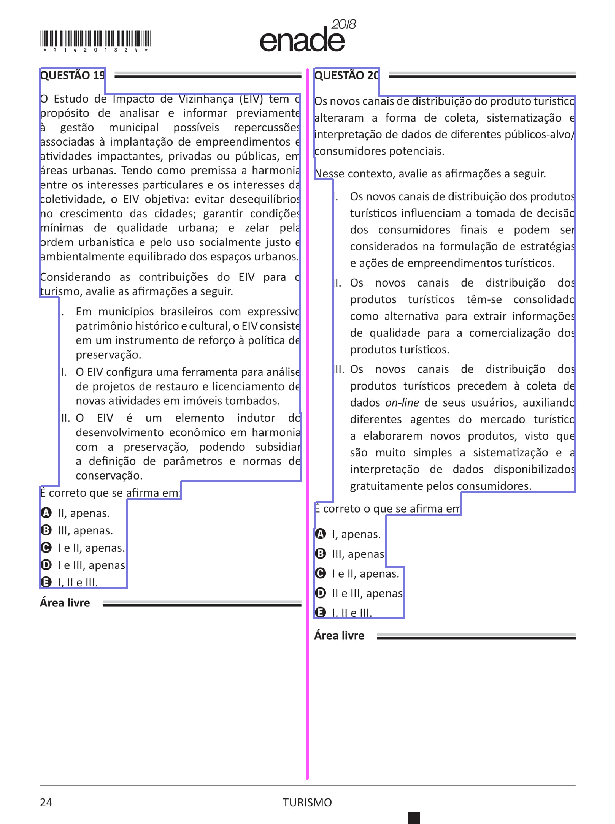 *R1420182​4*
enade2018
QUESTÃO 19
O Estudo de Impacto de Vizinhança (EIV) tem o
propósito de analisar e informar previamente
à gestão municipal possíveis repercussões
associadas à implantação de empreendimentos e
atividades impactantes, privadas ou públicas, em
áreas urbanas. Tendo como premissa a harmonia
entre os interesses particulares e os interesses da
coletividade, o EIV objetiva: evitar desequilíbrios
no crescimento das cidades; garantir condições
mínimas de qualidade urbana; e zelar pela
ordem urbanística e pelo uso socialmente justo e
ambientalmente equilibrado dos espaços urbanos.
Considerando as contribuições do EIV para o
turismo, avalie as afirmações a seguir.
I. Em municípios brasileiros com expressivo
patrimônio histórico e cultural, o EIV consiste
em um instrumento de reforço à política de
preservação.
II. O EIV configura uma ferramenta para análise
de projetos de restauro e licenciamento de
novas atividades em imóveis tombados.
III. O EIV é um elemento indutor do
desenvolvimento econômico em harmonia
com a preservação, podendo subsidiar
a definição de parâmetros e normas de
conservação.
É correto que se afirma em
A II, apenas.
B III, apenas.
C I e II, apenas.
D I e III, apenas.
E I, II e III.
Área livre
QUESTÃO 20
Os novos canais de distribuição do produto turístico
alteraram a forma de coleta, sistematização e
interpretação de dados de diferentes públicos-alvo/
consumidores potenciais.
Nesse contexto, avalie as afirmações a seguir.
I. Os novos canais de distribuição dos produtos
turísticos influenciam a tomada de decisão
dos consumidores finais e podem ser
considerados na formulação de estratégias
e ações de empreendimentos turísticos.
II. Os novos canais de distribuição dos
produtos turísticos têm-se consolidado
como alternativa para extrair informações
de qualidade para a comercialização dos
produtos turísticos.
III. Os novos canais de distribuição dos
produtos turísticos precedem à coleta de
dados on-line de seus usuários, auxiliando
diferentes agentes do mercado turístico
a elaborarem novos produtos, visto que
são muito simples a sistematização e a
interpretação de dados disponibilizados
gratuitamente pelos consumidores.
É correto o que se afirma em
A I, apenas.
B III, apenas.
C I e II, apenas.
D II e III, apenas.
E I, II e III.
Área livre
24
TURISMO